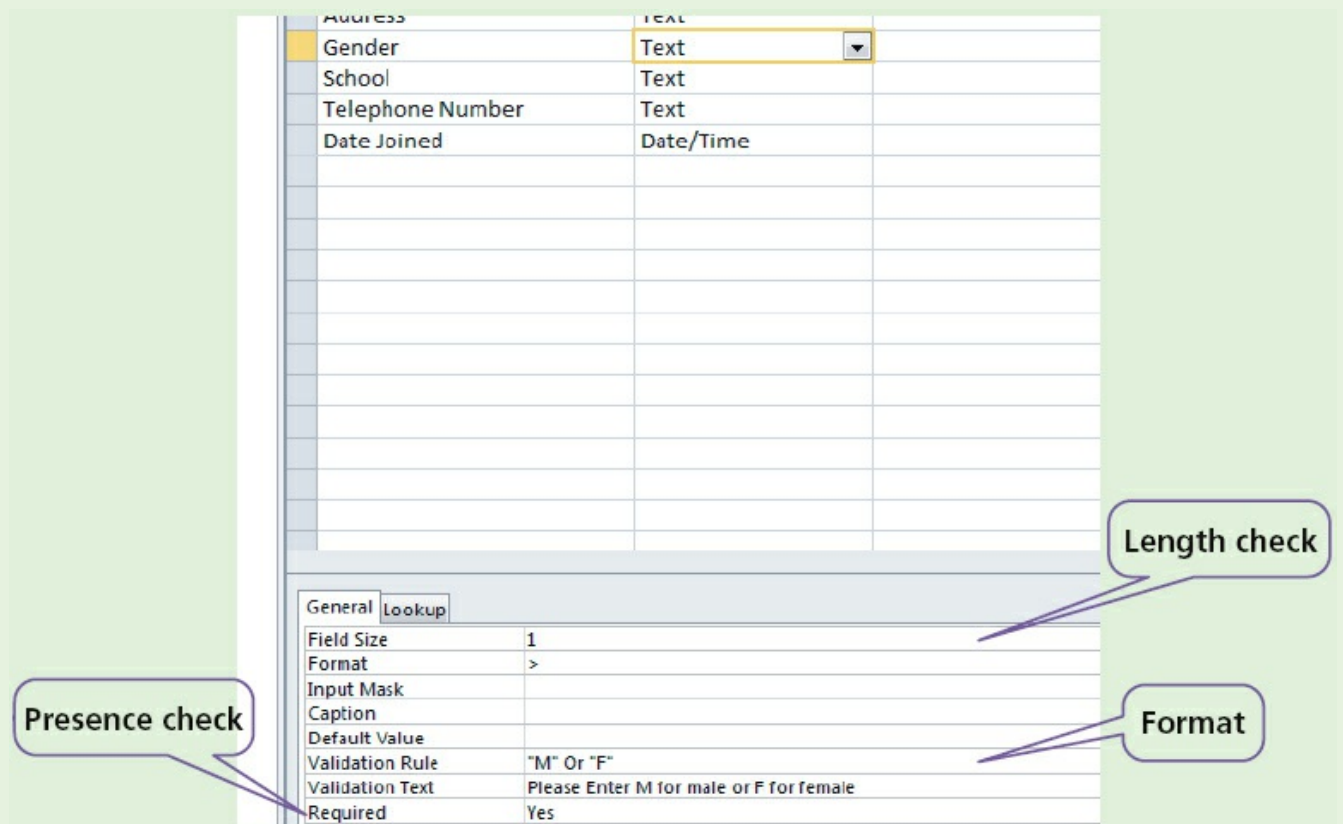 Address Text
Gender Text
School Text
Telephone Number Text
Date Joined Date/Time
Length check
General Lookup
Field Size 1
Format >
Input Mask
Presence check
Caption
Format
Default Value
Validation Rule "M" Or "F"
Validation Text Please Enter M for male or F for female
Required Yes